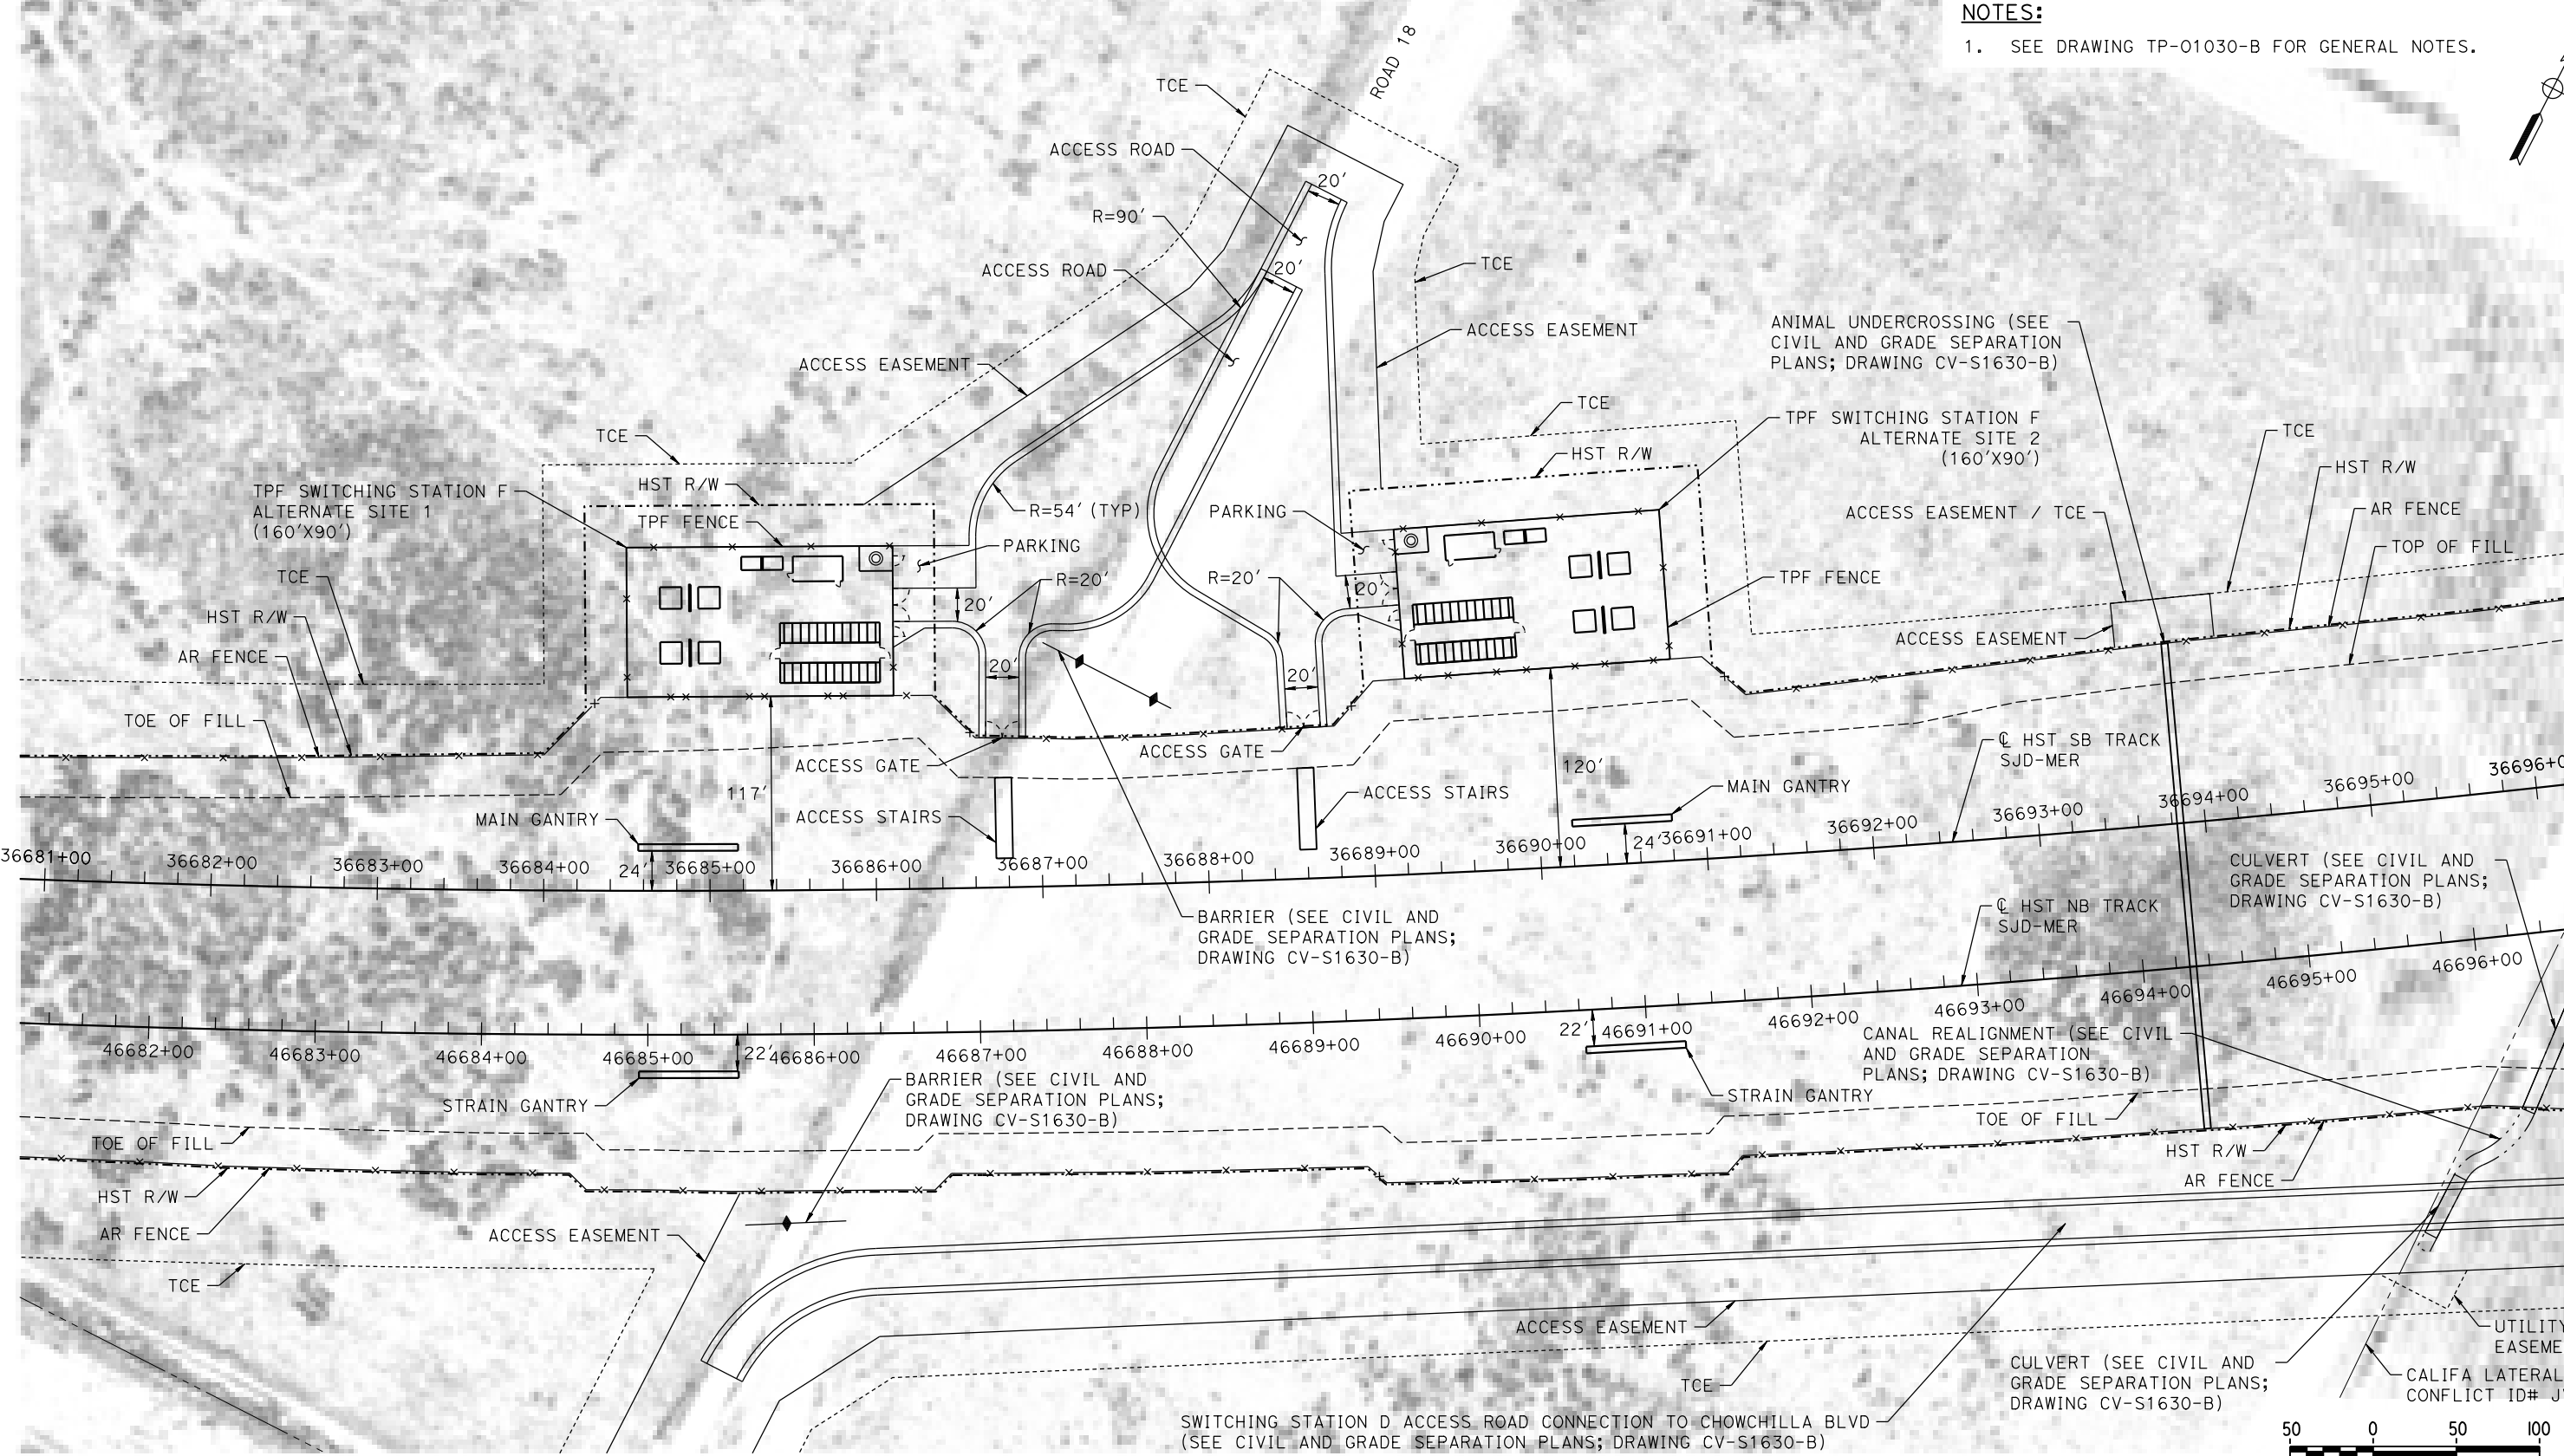 NOTES:
1. SEE DRAWING TP-01030-B FOR GENERAL NOTES.
ROAD 18
TCE
ACCESS ROAD
20'
R=90'
ACCESS ROAD
20'
TCE
ACCESS EASEMENT
ACCESS EASEMENT
ANIMAL UNDERCROSSING (SEE
CIVIL AND GRADE SEPARATION
PLANS; DRAWING CV-S1630-B)
TCE
TCE
TPF SWITCHING STATION F
ALTERNATE SITE 2
(160'X90')
TCE
HST R/W
HST R/W
TPF SWITCHING STATION F
ALTERNATE SITE 1
(160'X90')
HST R/W
TPF FENCE
R=54' (TYP)
PARKING
PARKING
ACCESS EASEMENT / TCE
AR FENCE
TOP OF FILL
TCE
R=20'
R=20'
20'
20'
TPF FENCE
HST R/W
AR FENCE
ACCESS EASEMENT
20'
20'
TOE OF FILL
ACCESS GATE
ACCESS GATE
℄ HST SB TRACK
SJD-MER
117'
120'
MAIN GANTRY
ACCESS STAIRS
ACCESS STAIRS
MAIN GANTRY
24'
24'
36681+00
36682+00
36683+00
36684+00
36685+00
36686+00
36687+00
36688+00
36689+00
36690+00
36691+00
36692+00
36693+00
36694+00
36695+00
CULVERT (SEE CIVIL AND
GRADE SEPARATION PLANS;
DRAWING CV-S1630-B)
BARRIER (SEE CIVIL AND
GRADE SEPARATION PLANS;
DRAWING CV-S1630-B)
℄ HST NB TRACK
SJD-MER
46682+00
46683+00
46684+00
46685+00
22'
46686+00
46687+00
46688+00
46689+00
46690+00
22'
46691+00
46692+00
46693+00
46694+00
46695+00
46696+00
CANAL REALIGNMENT (SEE CIVIL
AND GRADE SEPARATION
PLANS; DRAWING CV-S1630-B)
STRAIN GANTRY
BARRIER (SEE CIVIL AND
GRADE SEPARATION PLANS;
DRAWING CV-S1630-B)
STRAIN GANTRY
TOE OF FILL
TOE OF FILL
HST R/W
HST R/W
AR FENCE
AR FENCE
ACCESS EASEMENT
TCE
ACCESS EASEMENT
TCE
UTILITY
CULVERT (SEE CIVIL AND
GRADE SEPARATION PLANS;
DRAWING CV-S1630-B)
CALIFA LATERAL
CONFLICT ID#
SWITCHING STATION D ACCESS ROAD CONNECTION TO CHOWCHILLA BLVD
(SEE CIVIL AND GRADE SEPARATION PLANS; DRAWING CV-S1630-B)
50 0 50 100